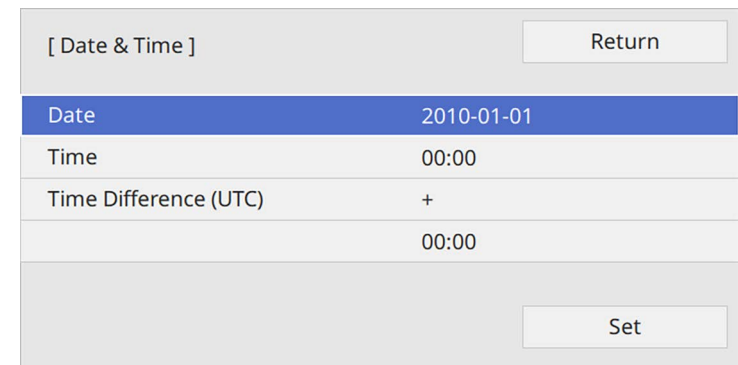 [ Date & Time ] Return
Date 2010-01-01
Time 00:00
Time Difference (UTC) +
00:00
Set